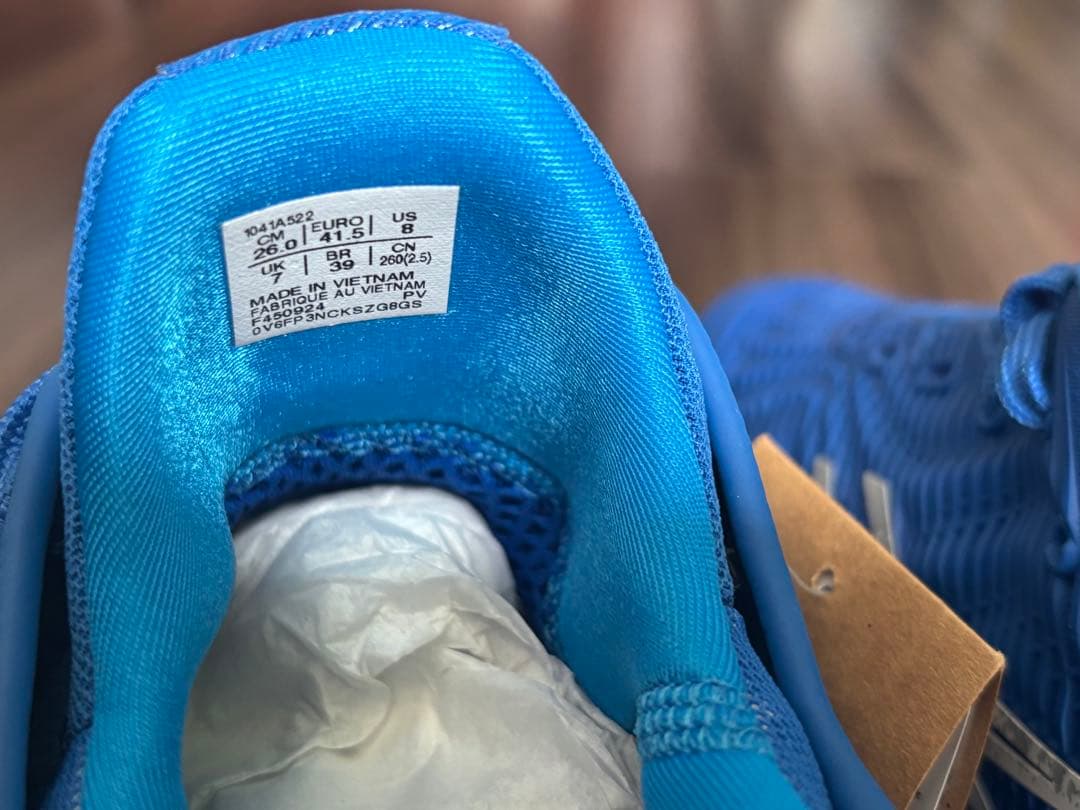 1041A522
CM | EURO | US
26.0 | 41.5 | 8
UK | BR | CN
7 | 39 | 260(2.5)
MADE IN VIETNAM
FABRIQUE AU VIETNAM
F450924 PV
0V6FP3NCKSZG8GS